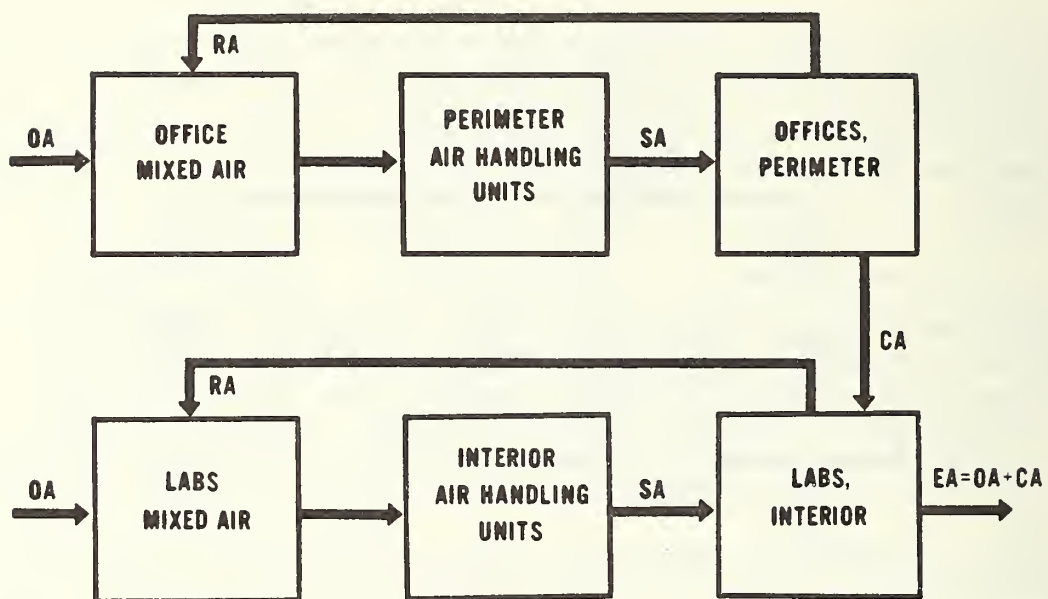 RA
OA
OFFICE
MIXED AIR
PERIMETER
AIR HANDLING
UNITS
SA
OFFICES,
PERIMETER
CA
RA
OA
LABS
MIXED AIR
INTERIOR
AIR HANDLING
UNITS
SA
LABS,
INTERIOR
EA=OA+CA